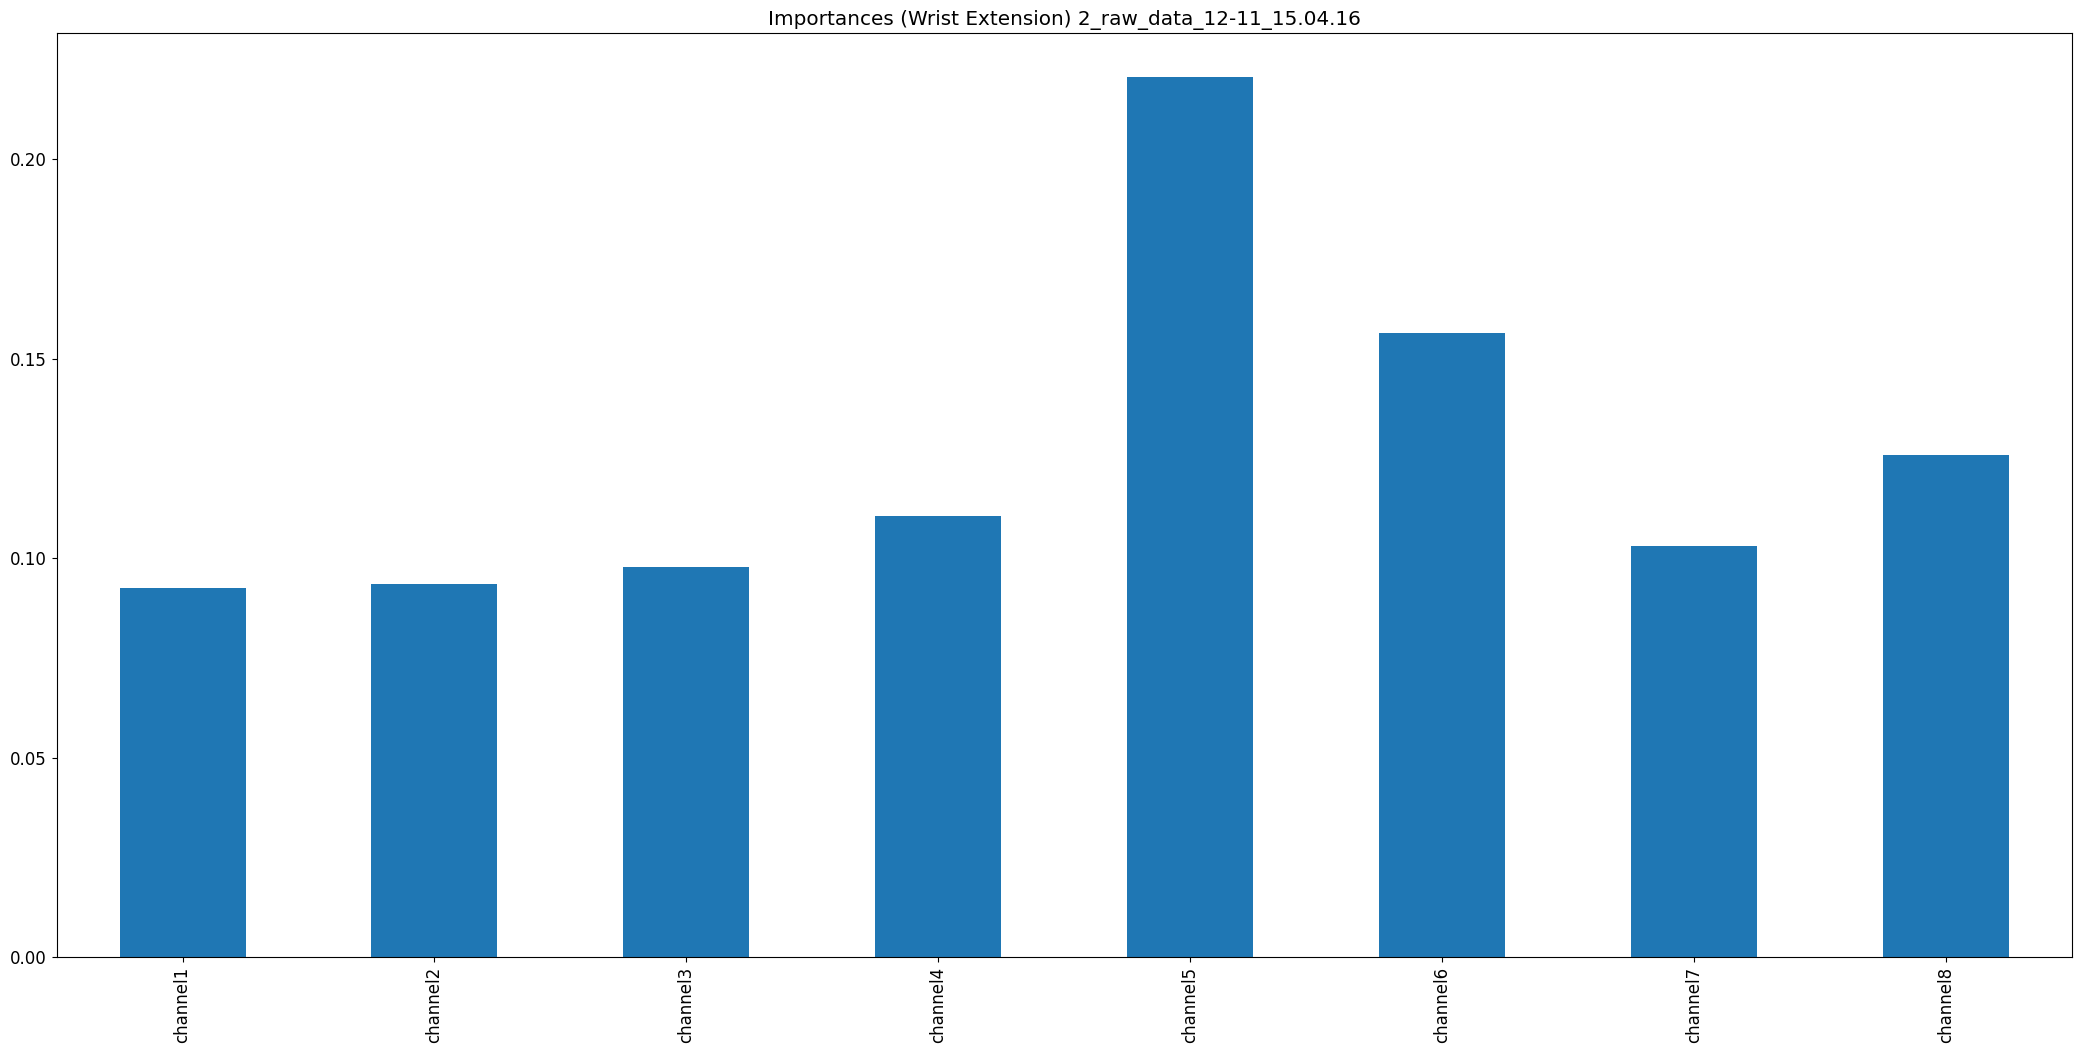 Importances (Wrist Extension) 2_raw_data_12-11_15.04.16
0.20
0.15
0.10
0.05
0.00
channel1
channel2
channel3
channel4
channel5
channel6
channel7
channel8